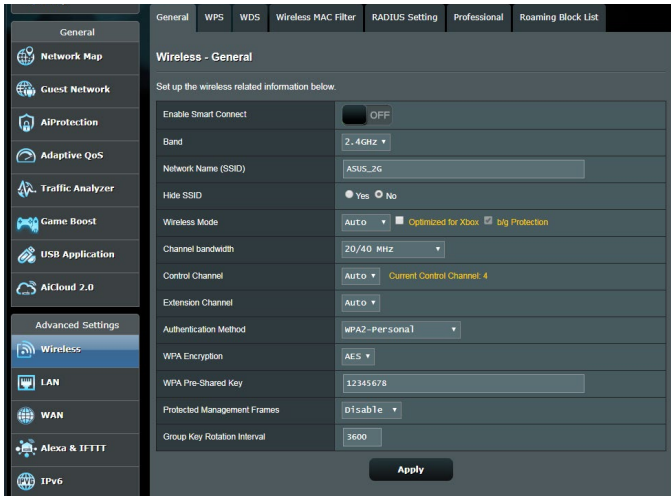 General
Network Map
Guest Network
AiProtection
Adaptive QoS
Traffic Analyzer
Game Boost
USB Application
AiCloud 2.0
Advanced Settings
Wireless
LAN
WAN
Alexa & IFTTT
IPv6
General WPS WDS Wireless MAC Filter RADIUS Setting Professional Roaming Block List
Wireless - General
Set up the wireless related information below.
Enable Smart Connect OFF
Band 2.4GHz
Network Name (SSID) ASUS_2G
Hide SSID Yes No
Wireless Mode Auto Optimized for Xbox b/g Protection
Channel bandwidth 20/40 MHz
Control Channel Auto Current Control Channel: 4
Extension Channel Auto
Authentication Method WPA2-Personal
WPA Encryption AES
WPA Pre-Shared Key 12345678
Protected Management Frames Disable
Group Key Rotation Interval 3600
Apply